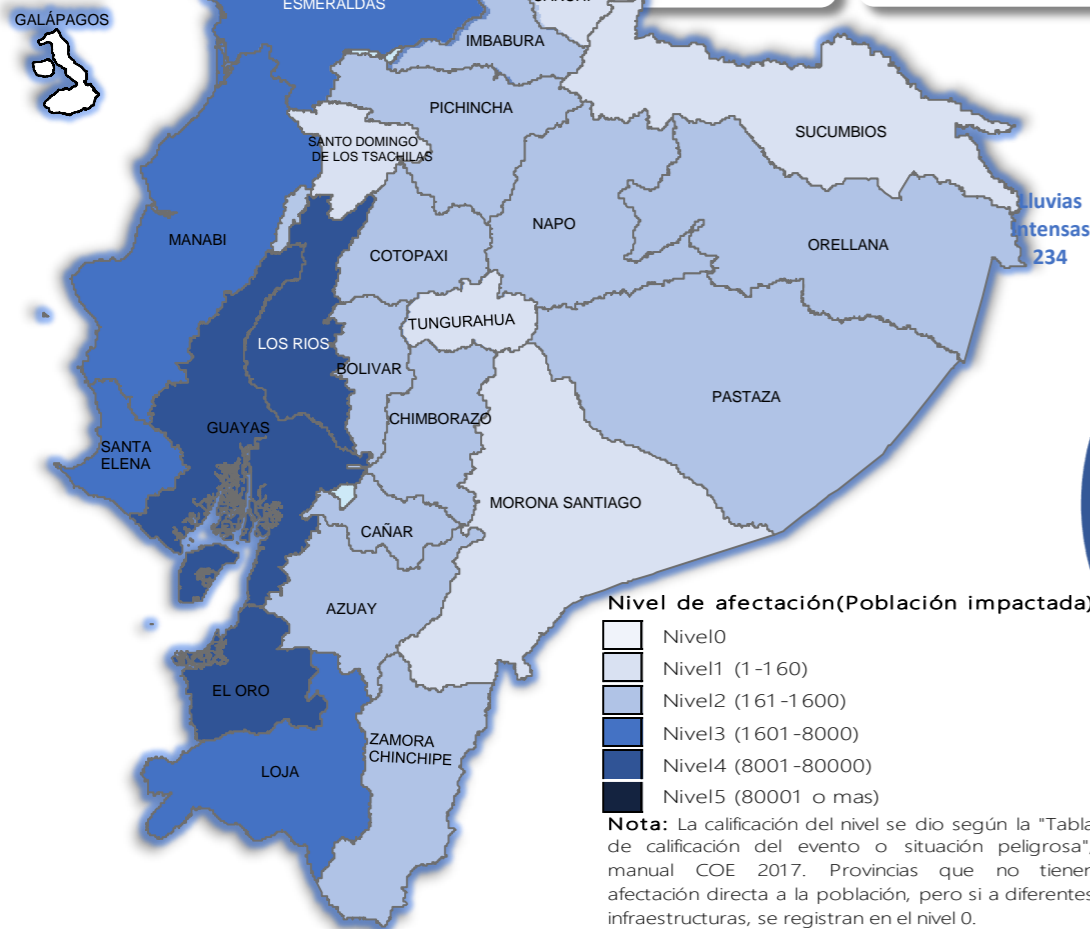 ESMERALDAS
GALÁPAGOS
IMBABURA
PICHINCHA
SUCUMBIOS
SANTO DOMINGO
DE LOS TSACHILAS
Lluvias
Intensas
234
NAPO
MANABI
ORELLANA
COTOPAXI
TUNGURAHUA
LOS RIOS
BOLIVAR
PASTAZA
CHIMBORAZO
GUAYAS
SANTA
ELENA
MORONA SANTIAGO
CAÑAR
AZUAY
EL ORO
ZAMORA
CHINCHIPE
LOJA
Nivel de afectación(Población impactada)
Nivel0
Nivel1 (1-160)
Nivel2 (161-1600)
Nivel3 (1601-8000)
Nivel4 (8001-80000)
Nivel5 (80001 o mas)
Nota: La calificación del nivel se dio según la "Tabla
de calificación del evento o situación peligrosa",
manual COE 2017. Provincias que no tienen
afectación directa a la población, pero si a diferentes
infraestructuras, se registran en el nivel 0.